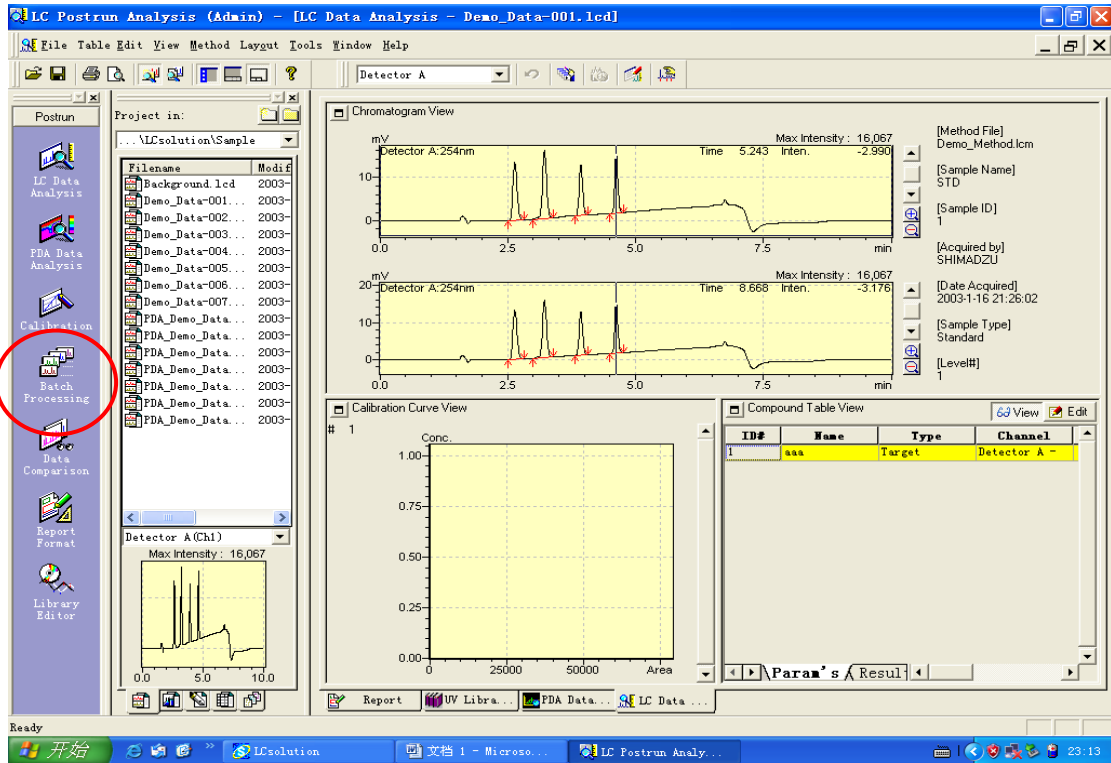 LC Postrun Analysis (Admin) - [LC Data Analysis - Demo_Data-001.lcd]
File Table Edit View Method Layout Tools Window Help
Detector A
Postrun
LC Data
Analysis
PDA Data
Analysis
Calibration
Batch
Processing
Data
Comparison
Report
Format
Library
Editor
Project in:
...\LCsolution\Sample
Filename Modif
Background.lcd 2003-
Demo_Data-001... 2003-
Demo_Data-002... 2003-
Demo_Data-003... 2003-
Demo_Data-004... 2003-
Demo_Data-005... 2003-
Demo_Data-006... 2003-
Demo_Data-007... 2003-
PDA_Demo_Data... 2003-
PDA_Demo_Data... 2003-
PDA_Demo_Data... 2003-
PDA_Demo_Data... 2003-
PDA_Demo_Data... 2003-
PDA_Demo_Data... 2003-
PDA_Demo_Data... 2003-
Detector A(Ch1)
Max Intensity : 16,067
0.0 5.0 10.0
Chromatogram View
mV Max Intensity : 16,067
Detector A:254nm Time 5.243 Inten. -2.990
10-
0-
0.0 2.5 5.0 7.5 min
mV Max Intensity : 16,067
20- Detector A:254nm Time 8.668 Inten. -3.176
10-
0-
0.0 2.5 5.0 7.5 min
[Method File]
Demo_Method.lcm
[Sample Name]
STD
[Sample ID]
1
[Acquired by]
SHIMADZU
[Date Acquired]
2003-1-16 21:26:02
[Sample Type]
Standard
[Level#]
1
Calibration Curve View
# 1
Conc.
1.00
0.75
0.50
0.25
0.00
0 25000 50000 Area
Compound Table View View Edit
ID# Name Type Channel
1 aaa Target Detector A -
Param's Resul
Report UV Libra... PDA Data... LC Data ...
Ready
开始 LCsolution 文档 1 - Microso... LC Postrun Analy... 23:13